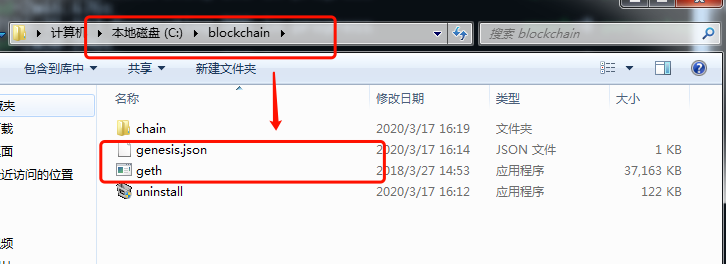 计算机 本地磁盘 (C:) blockchain 搜索 blockchain
包含到库中 共享 新建文件夹
名称 修改日期 类型 大小
chain 2020/3/17 16:19 文件夹
genesis.json 2020/3/17 16:14 JSON 文件 1 KB
geth 2018/3/27 14:53 应用程序 37,163 KB
uninstall 2020/3/17 16:12 应用程序 122 KB
近访问的位置